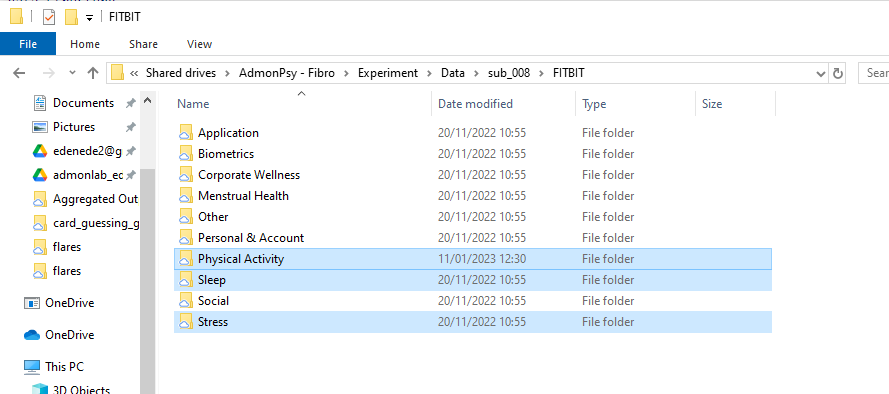 FITBIT
File Home Share View
« Shared drives > AdmonPsy - Fibro > Experiment > Data > sub_008 > FITBIT Sear
Name Date modified Type Size
Documents
Pictures
edenede2@g
admonlab_ec
Aggregated Out
card_guessing_g
flares
flares
OneDrive
OneDrive
This PC
3D Objects
Application 20/11/2022 10:55 File folder
Biometrics 20/11/2022 10:55 File folder
Corporate Wellness 20/11/2022 10:55 File folder
Menstrual Health 20/11/2022 10:55 File folder
Other 20/11/2022 10:55 File folder
Personal & Account 20/11/2022 10:55 File folder
Physical Activity 11/01/2023 12:30 File folder
Sleep 20/11/2022 10:55 File folder
Social 20/11/2022 10:55 File folder
Stress 20/11/2022 10:55 File folder